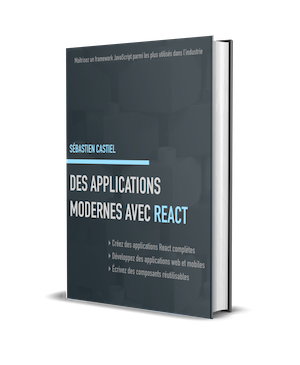 Maîtrisez un framework JavaScript parmi les plus utilisés dans l'industrie
SÉBASTIEN CASTIEL
DES APPLICATIONS
MODERNES AVEC REACT
Créez des applications React complètes
Développez des applications web et mobiles
Écrivez des composants réutilisables